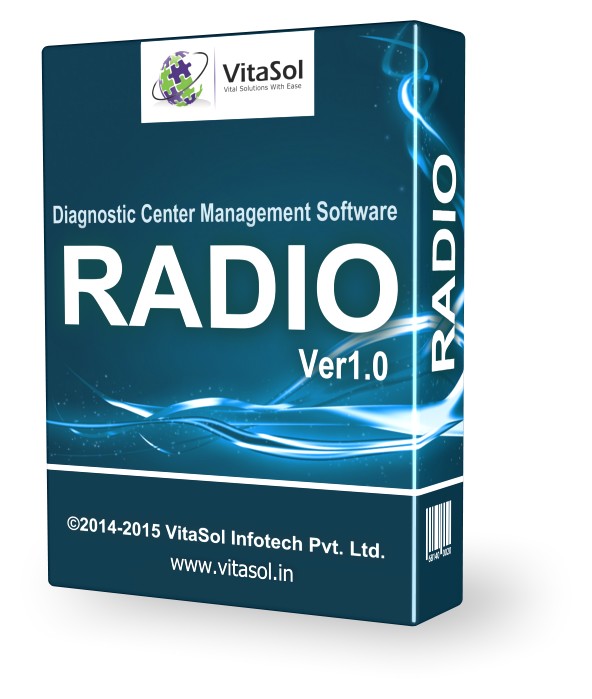 VitaSol
Vital Solutions With Ease
Diagnostic Center Management Software
RADIO
Ver1.0
©2014-2015 VitaSol Infotech Pvt. Ltd.
www.vitasol.in
RADIO